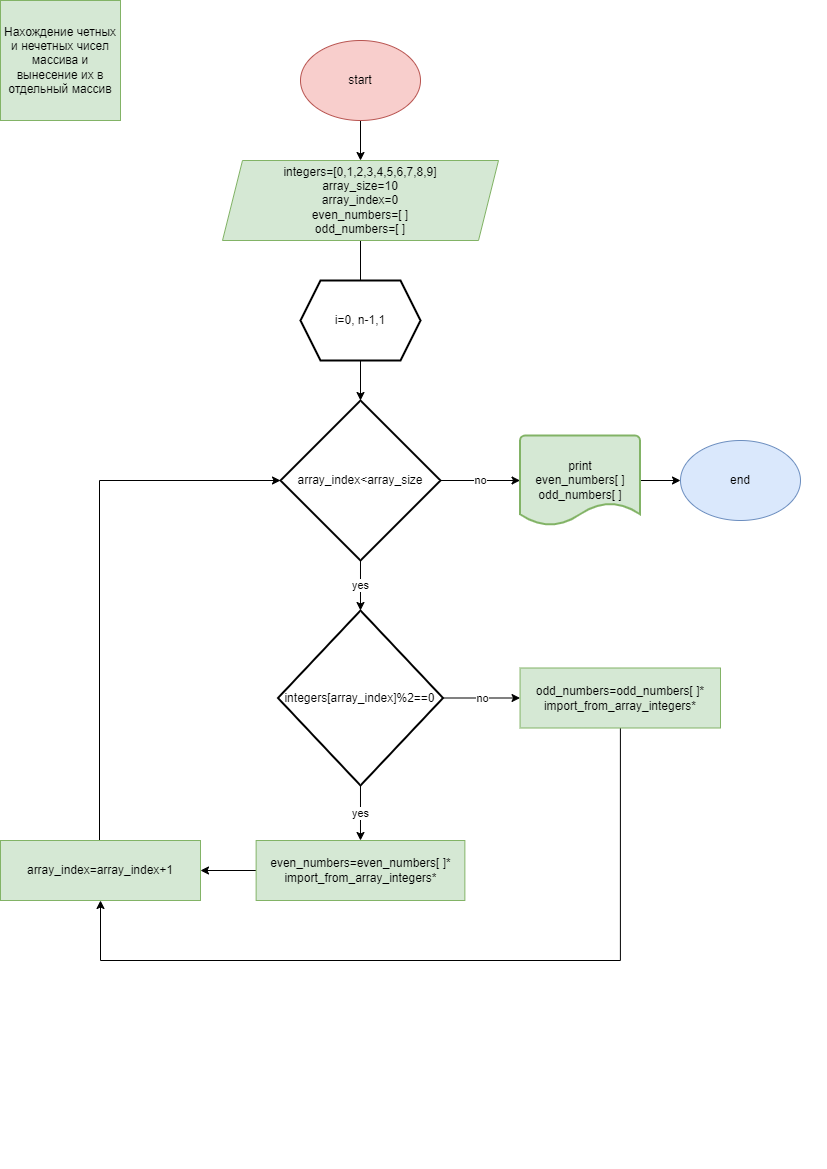 Нахождение четных
и нечетных чисел
массива и
вынесение их в
отдельный массив
start
integers=[0,1,2,3,4,5,6,7,8,9]
array_size=10
array_index=0
even_numbers=[ ]
odd_numbers=[ ]
i=0, n-1,1
array_index<array_size
no
print
even_numbers[ ]
odd_numbers[ ]
end
yes
integers[array_index]%2==0
no
odd_numbers=odd_numbers[ ]*
import_from_array_integers*
yes
even_numbers=even_numbers[ ]*
import_from_array_integers*
array_index=array_index+1